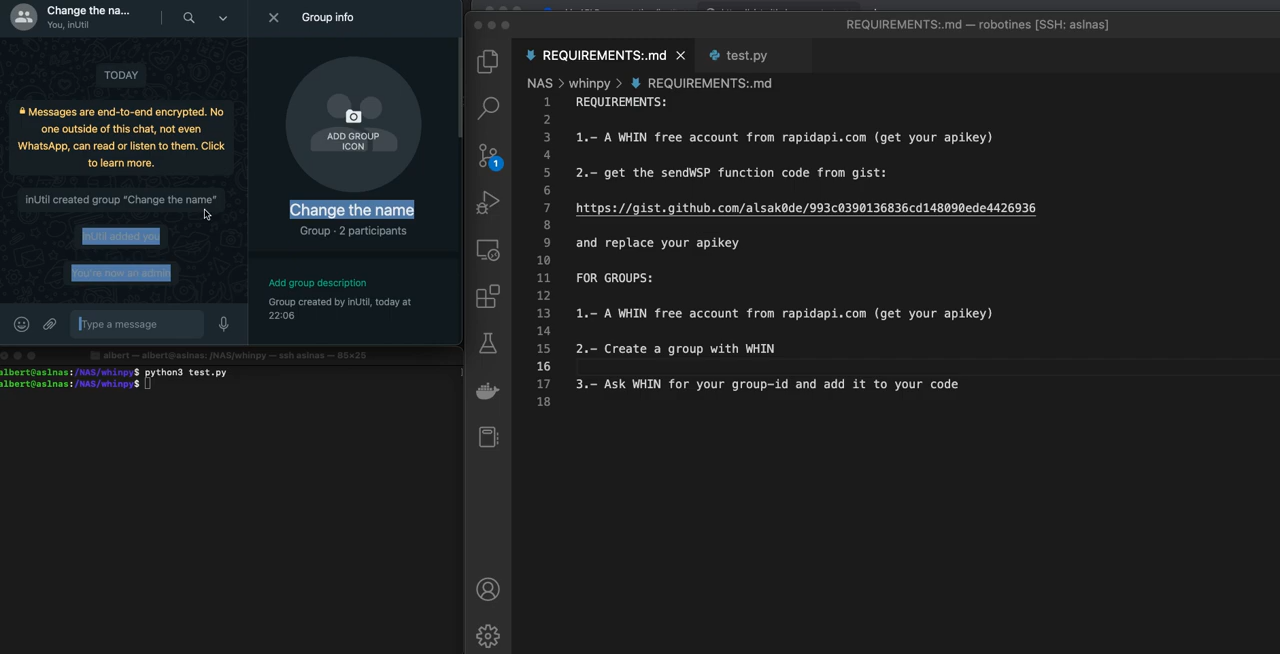 Change the na...
You, inUtil
TODAY
Messages are end-to-end encrypted. No
one outside of this chat, not even
WhatsApp, can read or listen to them. Click
to learn more.
inUtil created group “Change the name”
inUtil added you
You're now an admin
Type a message
Group info
ADD GROUP
ICON
Change the name
Group · 2 participants
Add group description
Group created by inUtil, today at
22:06
albert — albert@aslnas: /NAS/whinpy — ssh aslnas — 85×25
albert@aslnas:/NAS/whinpy$ python3 test.py
albert@aslnas:/NAS/whinpy$
REQUIREMENTS:.md — robotines [SSH: aslnas]
REQUIREMENTS:.md
test.py
NAS > whinpy > REQUIREMENTS:.md
1
1 REQUIREMENTS:
2
3 1.- A WHIN free account from rapidapi.com (get your apikey)
4
5 2.- get the sendWSP function code from gist:
6
7 https://gist.github.com/alsak0de/993c0390136836cd148090ede4426936
8
9 and replace your apikey
10
11 FOR GROUPS:
12
13 1.- A WHIN free account from rapidapi.com (get your apikey)
14
15 2.- Create a group with WHIN
16
17 3.- Ask WHIN for your group-id and add it to your code
18